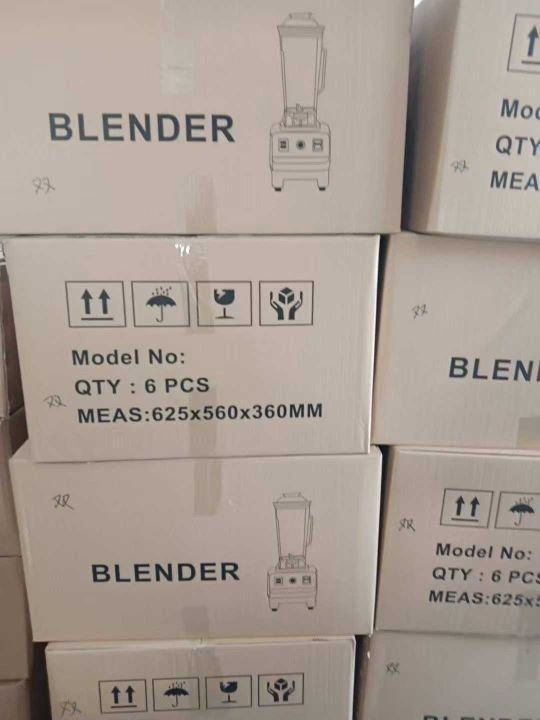 BLENDER
Model No:
QTY : 6 PCS
MEAS:625x560x360MM
BLENDER
Moc
QTY
MEA
BLEN
Model No:
QTY : 6 PCS
MEAS:625x5